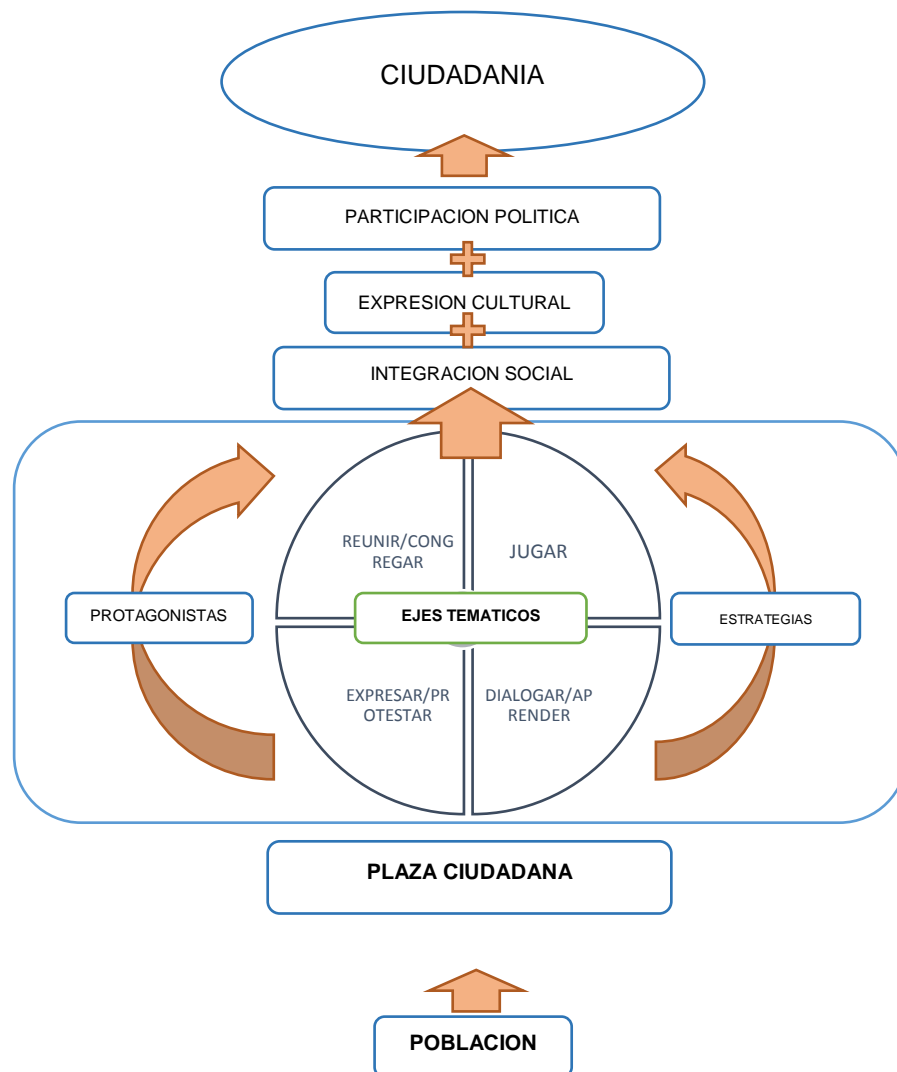 CIUDADANIA
PARTICIPACION POLITICA
EXPRESION CULTURAL
INTEGRACION SOCIAL
REUNIR/CONG
REGAR
JUGAR
PROTAGONISTAS
EJES TEMATICOS
ESTRATEGIAS
EXPRESAR/PR
OTESTAR
DIALOGAR/AP
RENDER
PLAZA CIUDADANA
POBLACION